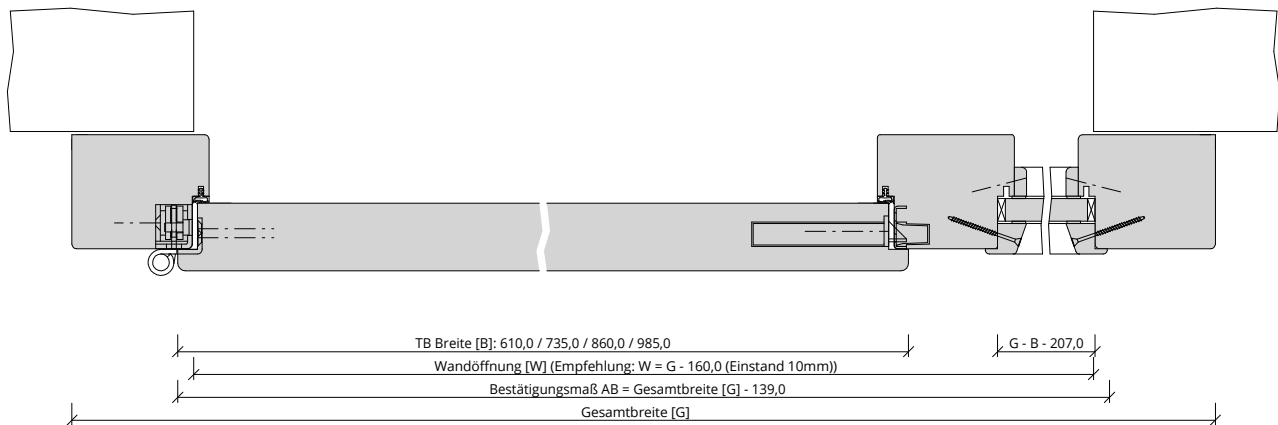 TB Breite [B]: 610,0 / 735,0 / 860,0 / 985,0
G - B - 207,0
Wandöffnung [W] (Empfehlung: W = G - 160,0 (Einstand 10mm))
Bestätigungsmaß AB = Gesamtbreite [G] - 139,0
Gesamtbreite [G]